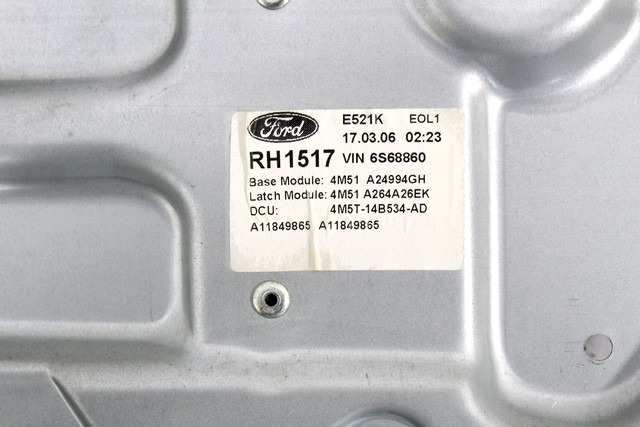 Ford E521K EOL1
17.03.06 02:23
RH1517 VIN 6S68860
Base Module: 4M51 A24994GH
Latch Module: 4M51 A264A26EK
DCU: 4M5T-14B534-AD
A11849865 A11849865